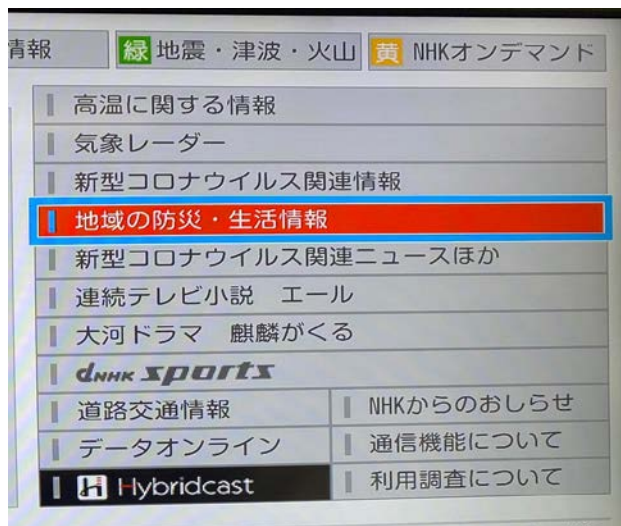 情報
緑 地震・津波・火山
黄 NHKオンデマンド
高温に関する情報
気象レーダー
新型コロナウイルス関連情報
地域の防災・生活情報
新型コロナウイルス関連ニュースほか
連続テレビ小説 エール
大河ドラマ 麒麟がくる
dNHK sports
道路交通情報
NHKからのおしらせ
データオンライン
通信機能について
Hybridcast
利用調査について